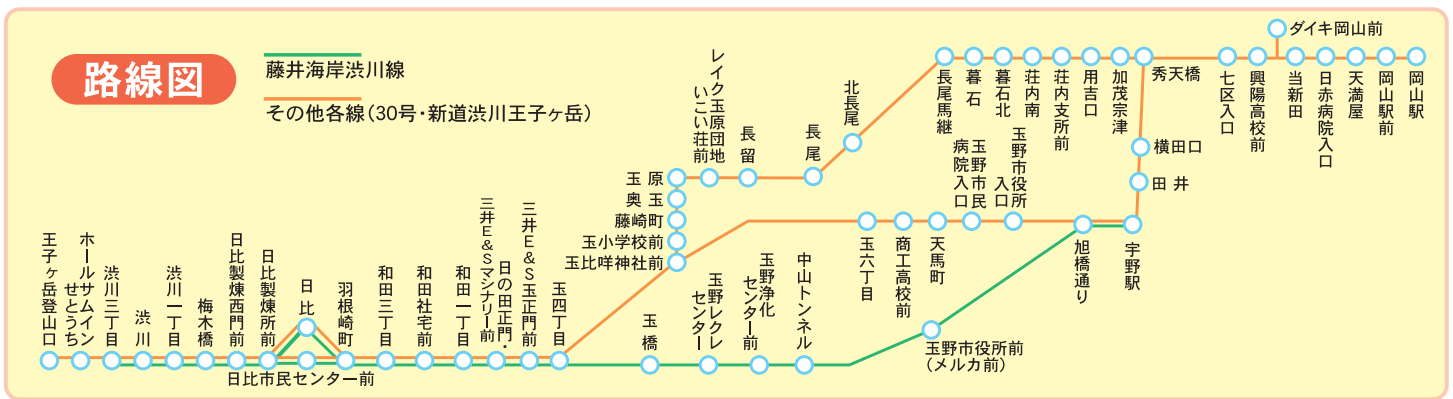 路線図
藤井海岸渋川線
その他各線（30号・新道渋川王子ヶ岳）
王子ヶ岳登山口
ホールサムイン
せとうち
渋川三丁目
渋川
渋川一丁目
梅木橋
日比製煉西門前
日比製煉所前
日比
日比市民センター前
羽根崎町
和田三丁目
和田社宅前
和田一丁目
日の田正門・
三井E&Sマシナリー前
三井E&S玉正門前
玉四丁目
玉比咩神社前
玉小学校前
藤崎町
奥玉
玉原
レイク玉原団地
いこい荘前
長留
長尾
北長尾
長尾馬継
暮石
暮石北
荘内南
荘内支所前
用吉口
加茂宗津
秀天橋
七区入口
興陽高校前
ダイキ岡山前
当新田
日赤病院入口
天満屋
岡山駅前
岡山駅
横田口
田井
宇野駅
旭橋通り
玉野市役所
入口
玉野市民
病院入口
天馬町
商工高校前
玉六丁目
玉橋
玉野レクレ
センター
玉野浄化
センター前
中山トンネル
玉野市役所前
（メルカ前）